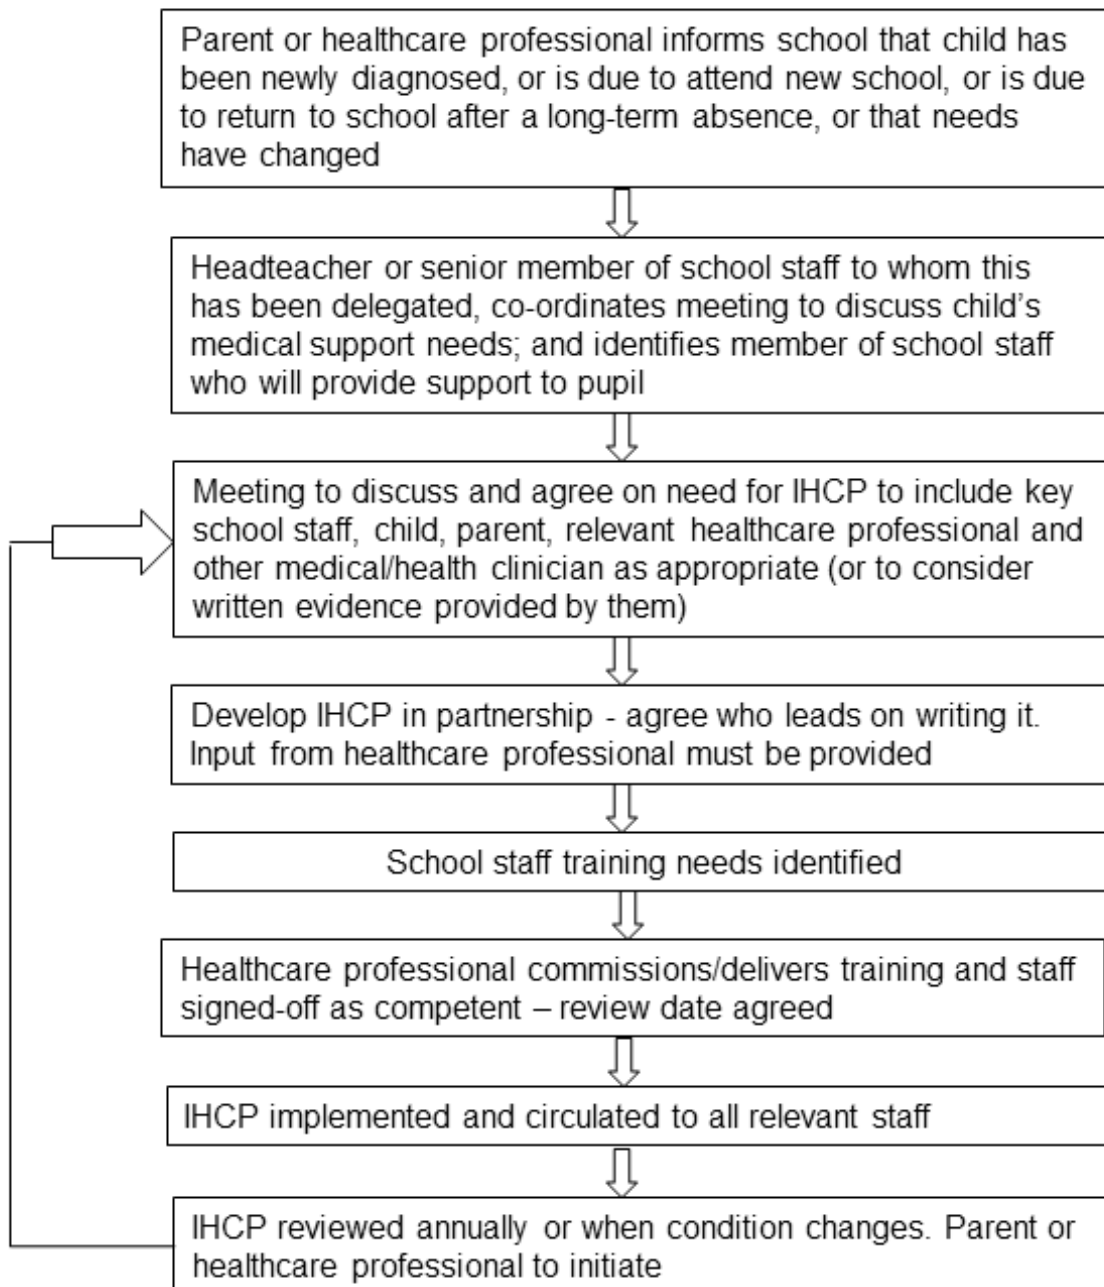 Parent or healthcare professional informs school that child has
been newly diagnosed, or is due to attend new school, or is due
to return to school after a long-term absence, or that needs
have changed
Headteacher or senior member of school staff to whom this
has been delegated, co-ordinates meeting to discuss child's
medical support needs; and identifies member of school staff
who will provide support to pupil
Meeting to discuss and agree on need for IHCP to include key
school staff, child, parent, relevant healthcare professional and
other medical/health clinician as appropriate (or to consider
written evidence provided by them)
Develop IHCP in partnership - agree who leads on writing it.
Input from healthcare professional must be provided
School staff training needs identified
Healthcare professional commissions/delivers training and staff
signed-off as competent – review date agreed
IHCP implemented and circulated to all relevant staff
IHCP reviewed annually or when condition changes. Parent or
healthcare professional to initiate